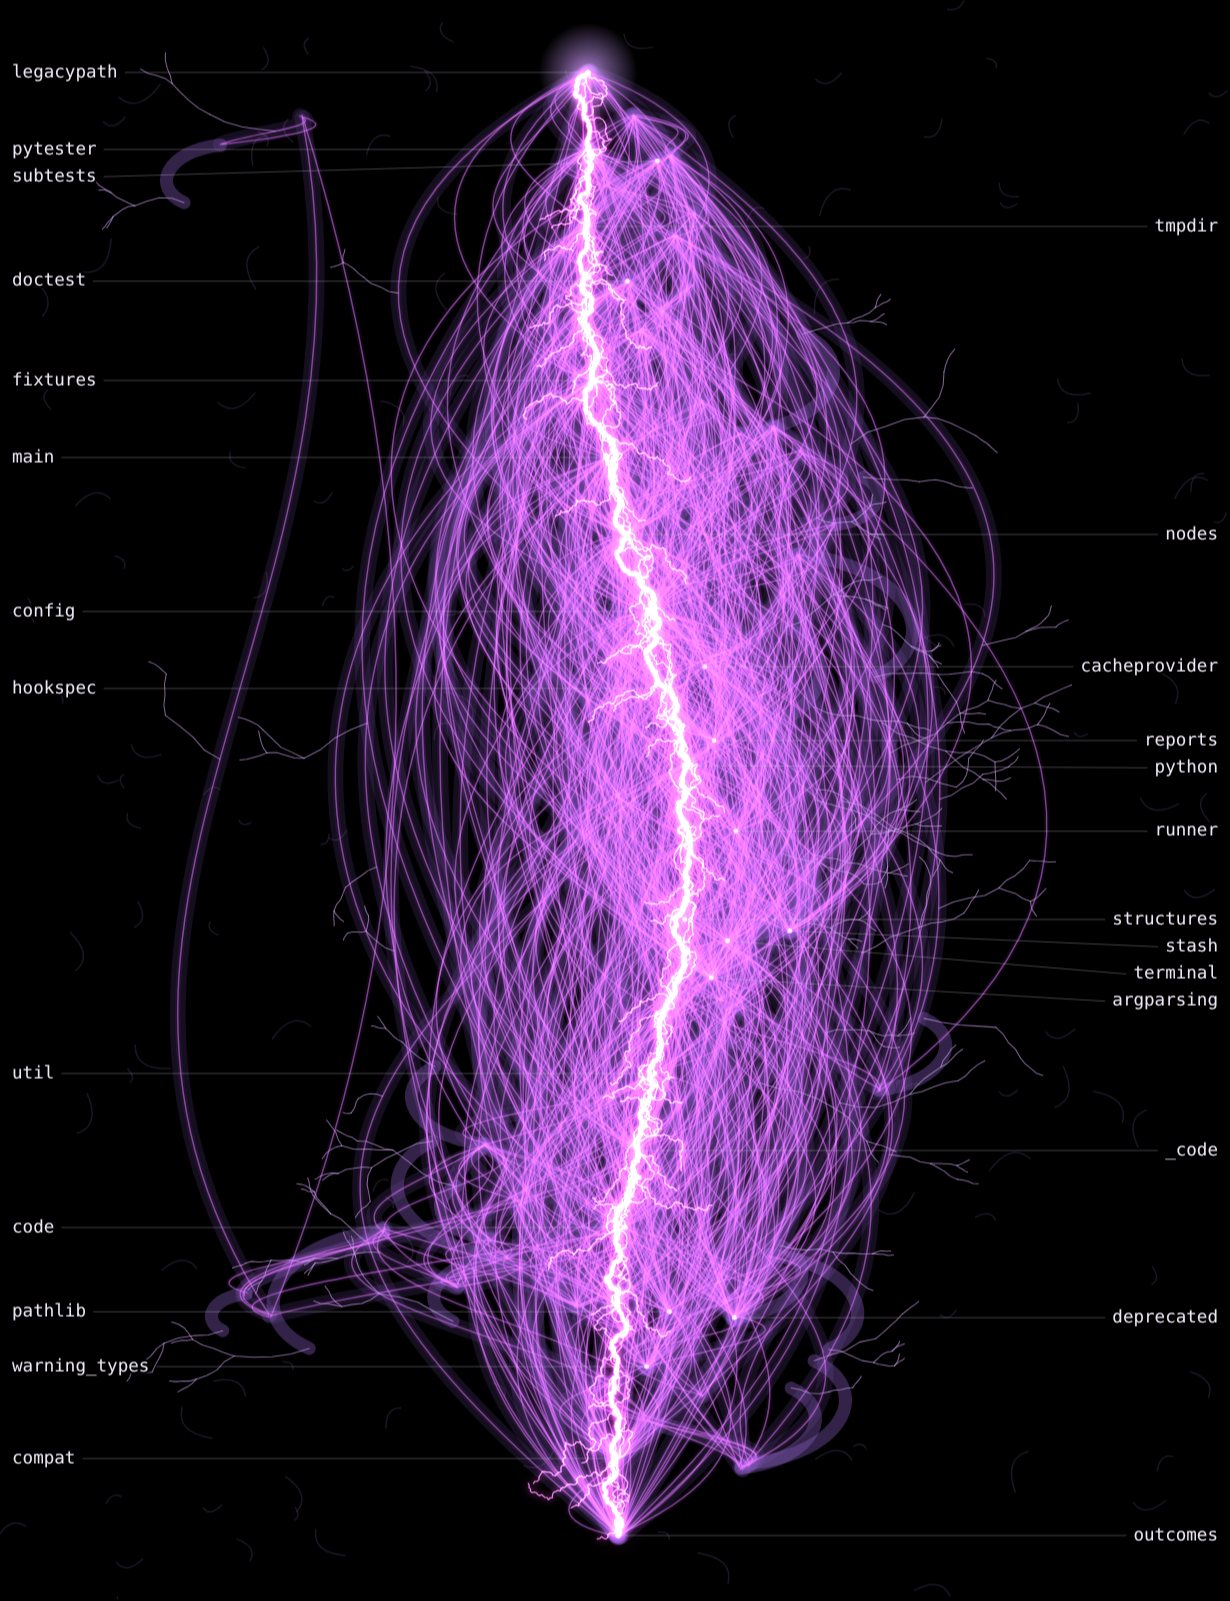 legacypath
pytester
subtests
tmpdir
doctest
fixtures
main
nodes
config
cacheprovider
hookspec
reports
python
runner
structures
stash
terminal
argparsing
util
_code
code
pathlib
deprecated
warning_types
compat
outcomes